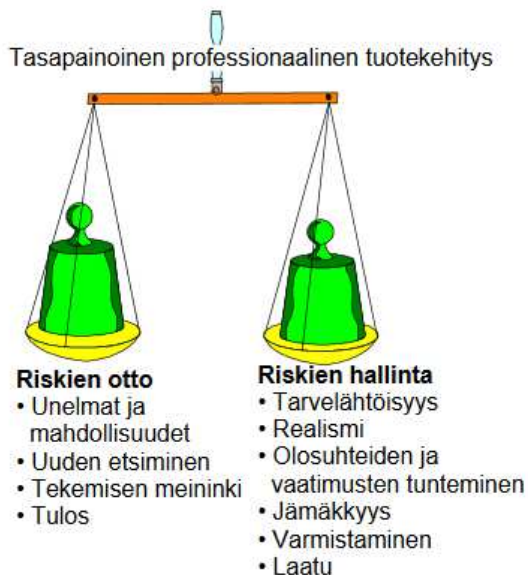 Tasapainoinen professionaalinen tuotekehitys
Riskien otto
• Unelmat ja
mahdollisuudet
• Uuden etsiminen
• Tekemisen meininki
• Tulos
Riskien hallinta
• Tarvelähtöisyys
• Realismi
• Olosuhteiden ja
vaatimusten tunteminen
• Jämäkkyys
• Varmistaminen
• Laatu